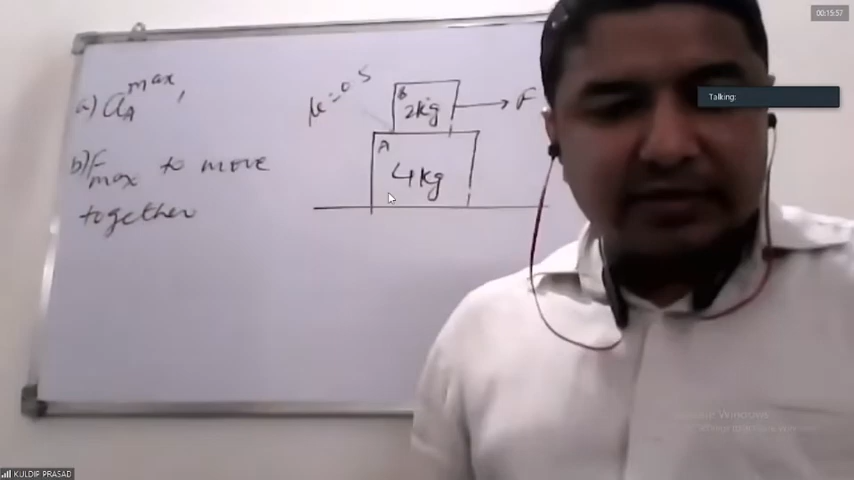 00:15:57
Talking:
a) a_A^max,
μ=0.5
B
2kg
F
b) F_max to move
together
A
4kg
KULDIP PRASAD